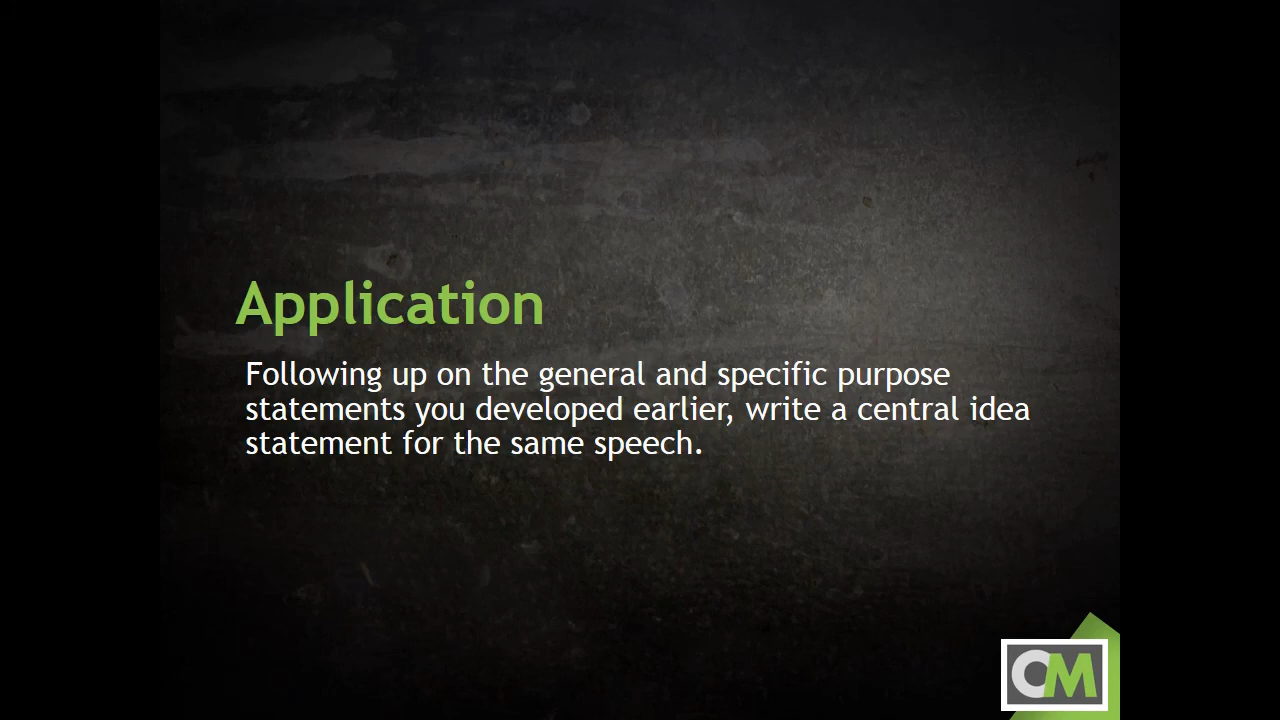 Application
Following up on the general and specific purpose
statements you developed earlier, write a central idea
statement for the same speech.
CM